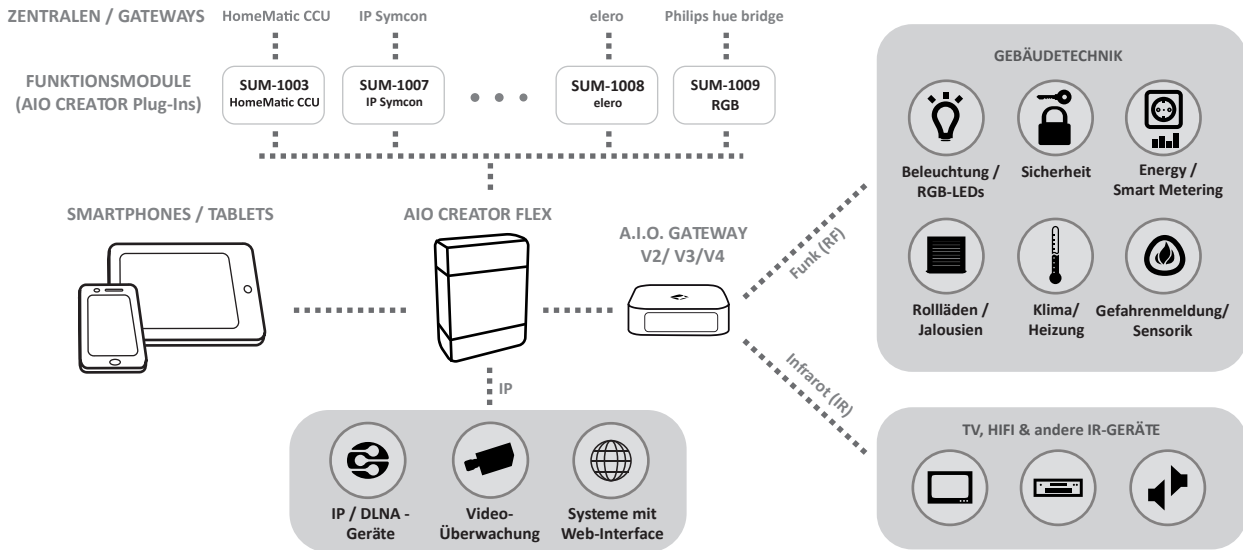 ZENTRALEN / GATEWAYS
HomeMatic CCU
IP Symcon
elero
Philips hue bridge
FUNKTIONSMODULE
(AIO CREATOR Plug-Ins)
SUM-1003
HomeMatic CCU
SUM-1007
IP Symcon
SUM-1008
elero
SUM-1009
RGB
SMARTPHONES / TABLETS
AIO CREATOR FLEX
A.I.O. GATEWAY
V2/ V3/V4
Funk (RF)
Infrarot (IR)
IP
IP / DLNA -
Geräte
Video-
Überwachung
Systeme mit
Web-Interface
GEBÄUDETECHNIK
Beleuchtung /
RGB-LEDs
Sicherheit
Energy /
Smart Metering
Rollläden /
Jalousien
Klima/
Heizung
Gefahrenmeldung/
Sensorik
TV, HIFI & andere IR-GERÄTE